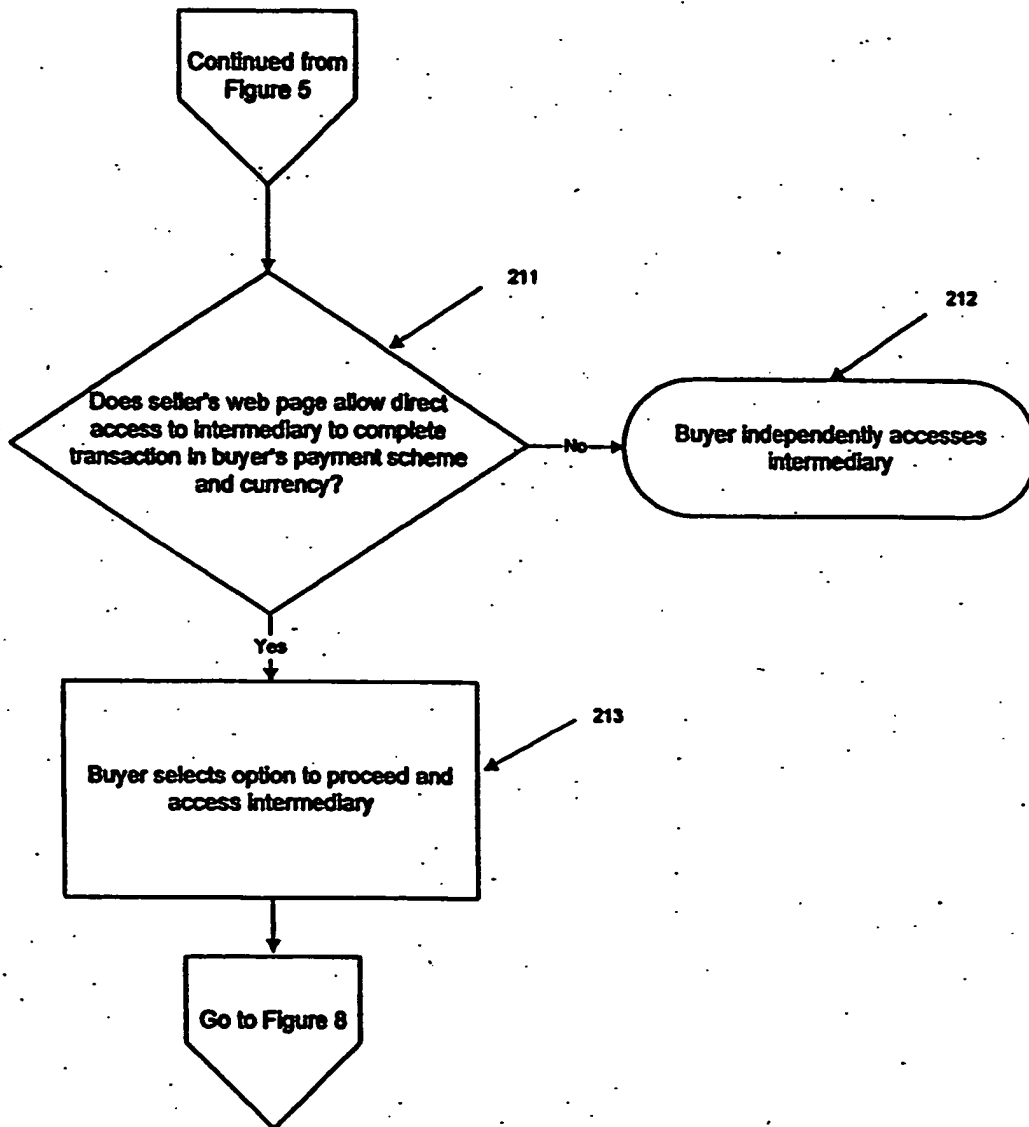 Continued from
Figure 5
211
212
Does seller's web page allow direct
access to intermediary to complete
transaction in buyer's payment scheme
and currency?
No
Buyer independently accesses
intermediary
Yes
213
Buyer selects option to proceed and
access intermediary
Go to Figure 8